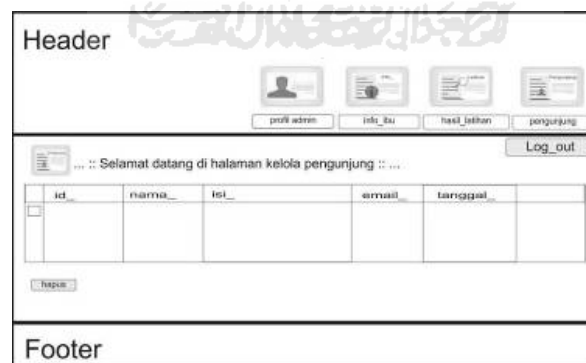 Header
profil admin info_ibu hasil_latihan pengunjung
Log_out
... :: Selamat datang di halaman kelola pengunjung :: ...
id_ nama_ isi_ email_ tanggal_
hapus
Footer